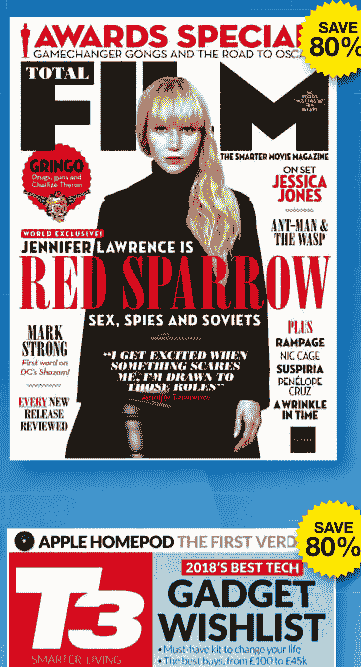 AWARDS SPECIAL
GAMECHANGER GONGS AND THE ROAD TO OSC
SAVE
80%
TOTAL
FILM
THE SMARTER MOVIE MAGAZINE
GRINGO
Drugs, guns and
Charlize Theron
ON SET
JESSICA
JONES
ANT-MAN &
THE WASP
WORLD EXCLUSIVE!
JENNIFER LAWRENCE IS
RED SPARROW
SEX, SPIES AND SOVIETS
MARK
STRONG
First word on
DC's Shazam!
EVERY NEW
RELEASE
REVIEWED
"I GET EXCITED WHEN
SOMETHING SCARES
ME. I'M DRAWN TO
THOSE ROLES"
Jennifer Lawrence
PLUS
RAMPAGE
NIC CAGE
SUSPIRIA
PENÉLOPE
CRUZ
A WRINKLE
IN TIME
SAVE
80%
APPLE HOMEPOD THE FIRST VERD
T3
SMARTER LIVING
2018'S BEST TECH
GADGET
WISHLIST
• Must-have kit to change your life
• The best buys, from £100 to £45k